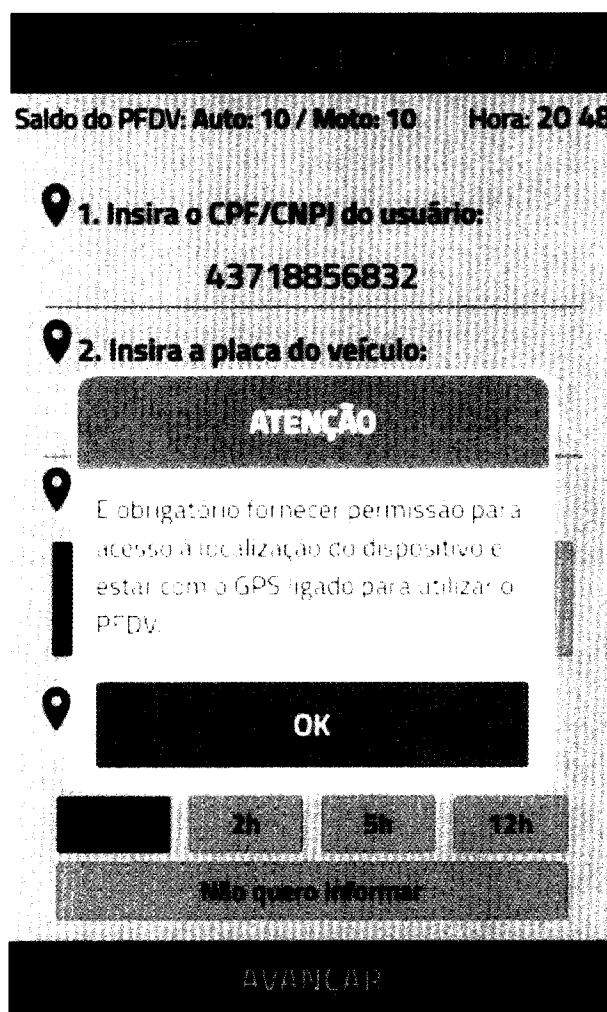 Saldo do PFDV: Auto: 10 / Moto: 10 Hora: 20 48
1. Insira o CPF/CNPJ do usuário:
43718856832
2. Insira a placa do veículo:
ATENÇÃO
E obrigatório fornecer permissão para
acesso à localização do dispositivo e
estar com o GPS ligado para utilizar o
PFDV.
OK
2h 5h 12h
Não quero informar
AVANÇAR